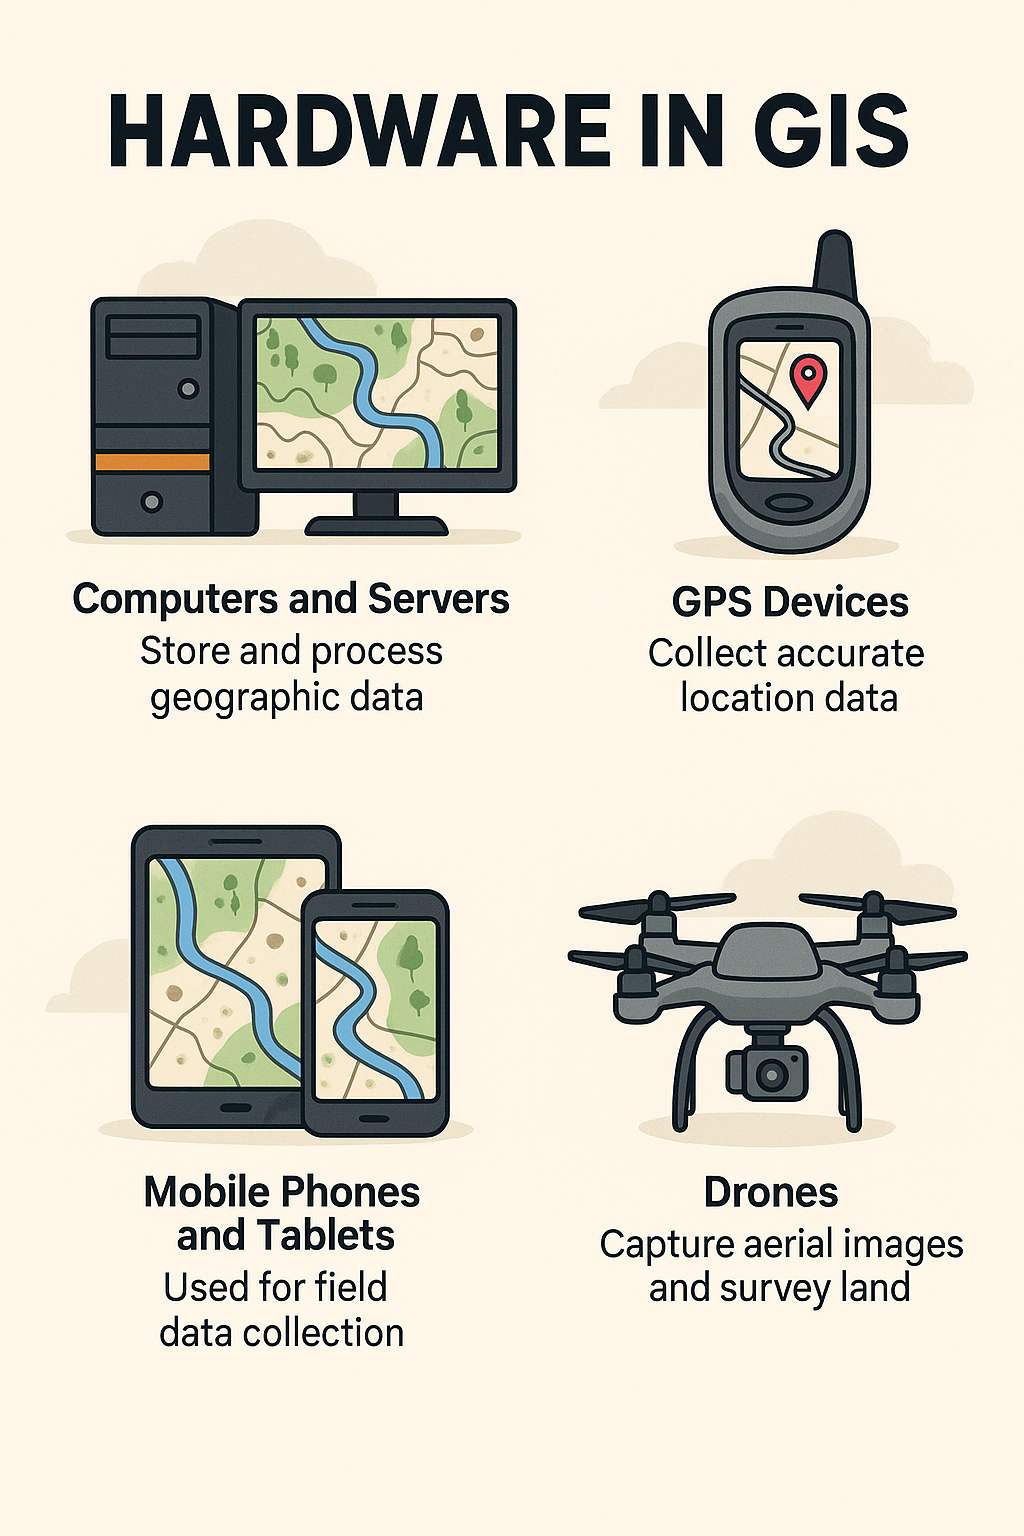 HARDWARE IN GIS
Computers and Servers
Store and process
geographic data
GPS Devices
Collect accurate
location data
Mobile Phones
and Tablets
Used for field
data collection
Drones
Capture aerial images
and survey land